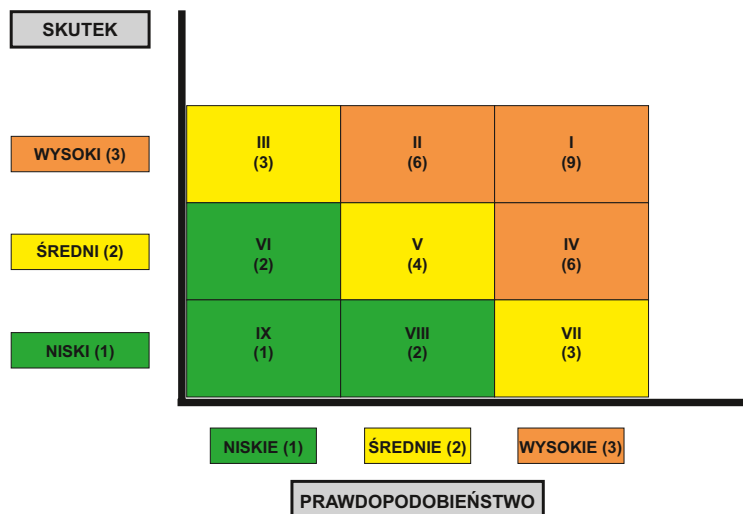 SKUTEK
WYSOKI (3)
III
(3)
II
(6)
I
(9)
ŚREDNI (2)
VI
(2)
V
(4)
IV
(6)
NISKI (1)
IX
(1)
VIII
(2)
VII
(3)
NISKIE (1)
ŚREDNIE (2)
WYSOKIE (3)
PRAWDOPODOBIEŃSTWO